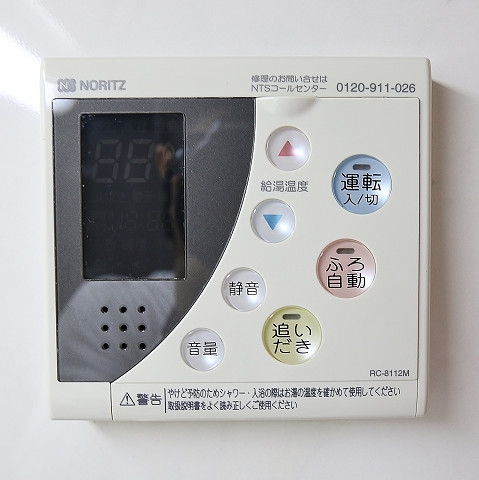 NORITZ
修理のお問い合せは
NTSコールセンター 0120-911-026
給湯温度
運転
入/切
ふろ
自動
静音
追い
だき
音量
RC-8112M
警告 やけど予防のためシャワー・入浴の際はお湯の温度を確かめて使用してください
取扱説明書をよく読み正しくご使用ください